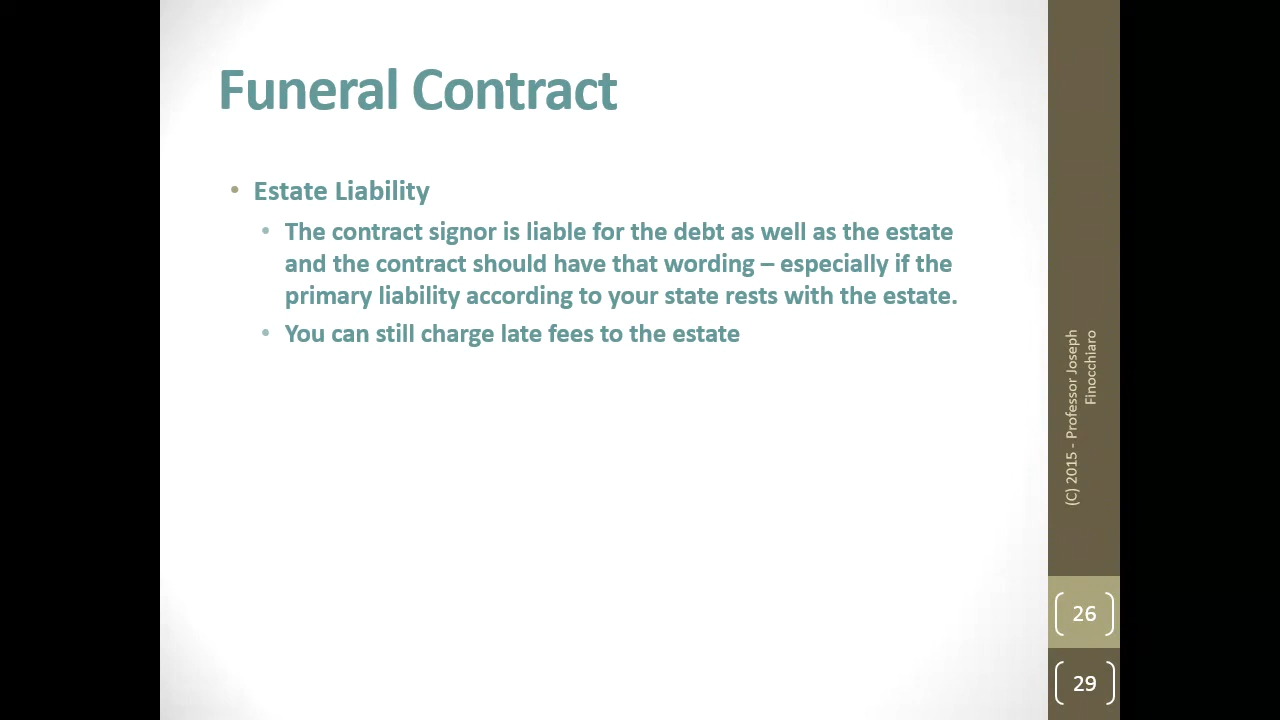 Funeral Contract
• Estate Liability
• The contract signor is liable for the debt as well as the estate
and the contract should have that wording – especially if the
primary liability according to your state rests with the estate.
• You can still charge late fees to the estate
(C) 2015 - Professor Joseph
Finocchiaro
26
29